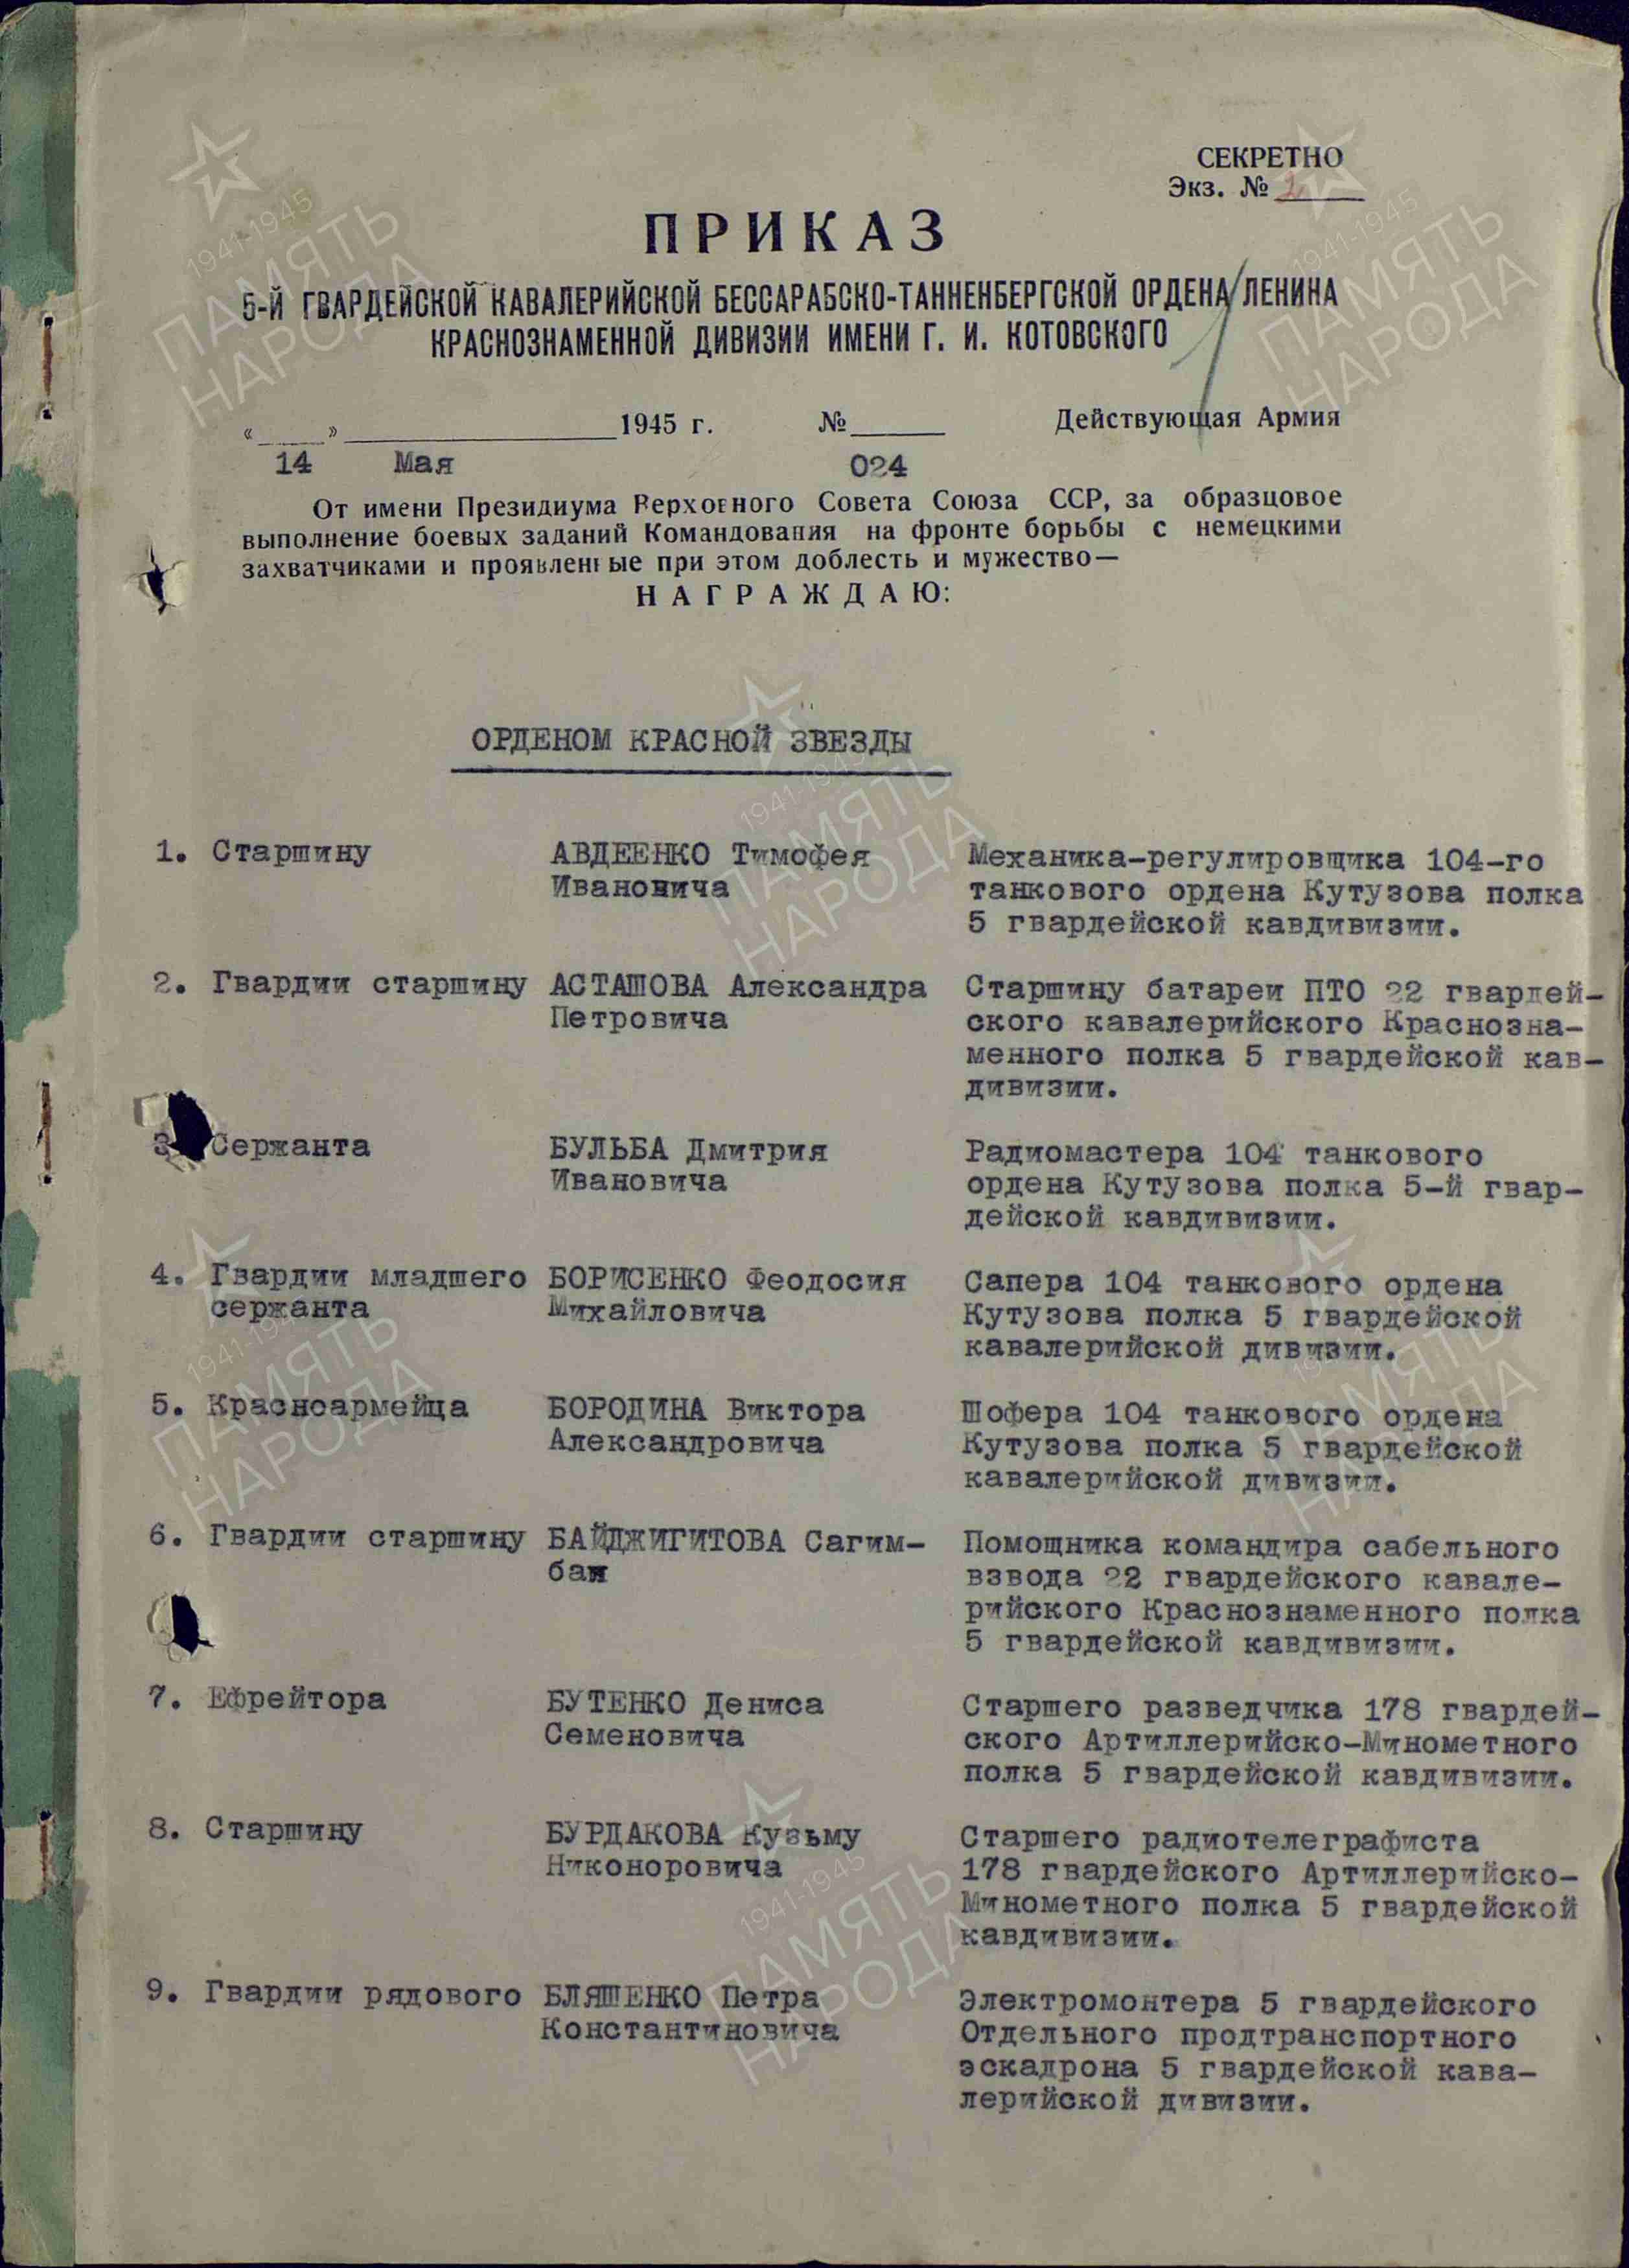 СЕКРЕТНО
Экз. №
ПРИКАЗ
5-Й ГВАРДЕЙСКОЙ КАВАЛЕРИЙСКОЙ БЕССАРАБСКО-ТАННЕНБЕРГСКОЙ ОРДЕНА ЛЕНИНА
КРАСНОЗНАМЕННОЙ ДИВИЗИИ ИМЕНИ Г. И. КОТОВСКОГО
«____»____________1945 г. №_____ Действующая Армия
14 Мая 024
От имени Президиума Верховного Совета Союза ССР, за образцовое
выполнение боевых заданий Командования на фронте борьбы с немецкими
захватчиками и проявленные при этом доблесть и мужество—
НАГРАЖДАЮ:
ОРДЕНОМ КРАСНОЙ ЗВЕЗДЫ
1. Старшину АВДЕЕНКО Тимофея Механика-регулировщика 104-го
Ивановича танкового ордена Кутузова полка
5 гвардейской кавдивизии.
2. Гвардии старшину АСТАШОВА Александра Старшину батареи ПТО 22 гвардей-
Петровича ского кавалерийского Краснозна-
менного полка 5 гвардейской кав-
дивизии.
3. Сержанта БУЛЬБА Дмитрия Радиомастера 104 танкового
Ивановича ордена Кутузова полка 5-й гвар-
дейской кавдивизии.
4. Гвардии младшего БОРИСЕНКО Феодосия Сапера 104 танкового ордена
сержанта Михайловича Кутузова полка 5 гвардейской
кавалерийской дивизии.
5. Красноармейца БОРОДИНА Виктора Шофера 104 танкового ордена
Александровича Кутузова полка 5 гвардейской
кавалерийской дивизии.
6. Гвардии старшину БАЙДЖИГИТОВА Сагим- Помощника командира сабельного
бая взвода 22 гвардейского кавале-
рийского Краснознаменного полка
5 гвардейской кавдивизии.
7. Ефрейтора БУТЕНКО Дениса Старшего разведчика 178 гвардей-
Семеновича ского Артиллерийско-Минометного
полка 5 гвардейской кавдивизии.
8. Старшину БУРДАКОВА Кузьму Старшего радиотелеграфиста
Никоноровича 178 гвардейского Артиллерийско-
Минометного полка 5 гвардейской
кавдивизии.
9. Гвардии рядового БЛЯШЕНКО Петра Электромонтера 5 гвардейского
Константиновича Отдельного продтранспортного
эскадрона 5 гвардейской кава-
лерийской дивизии.
1941-1945
ПАМЯТЬ
НАРОДА